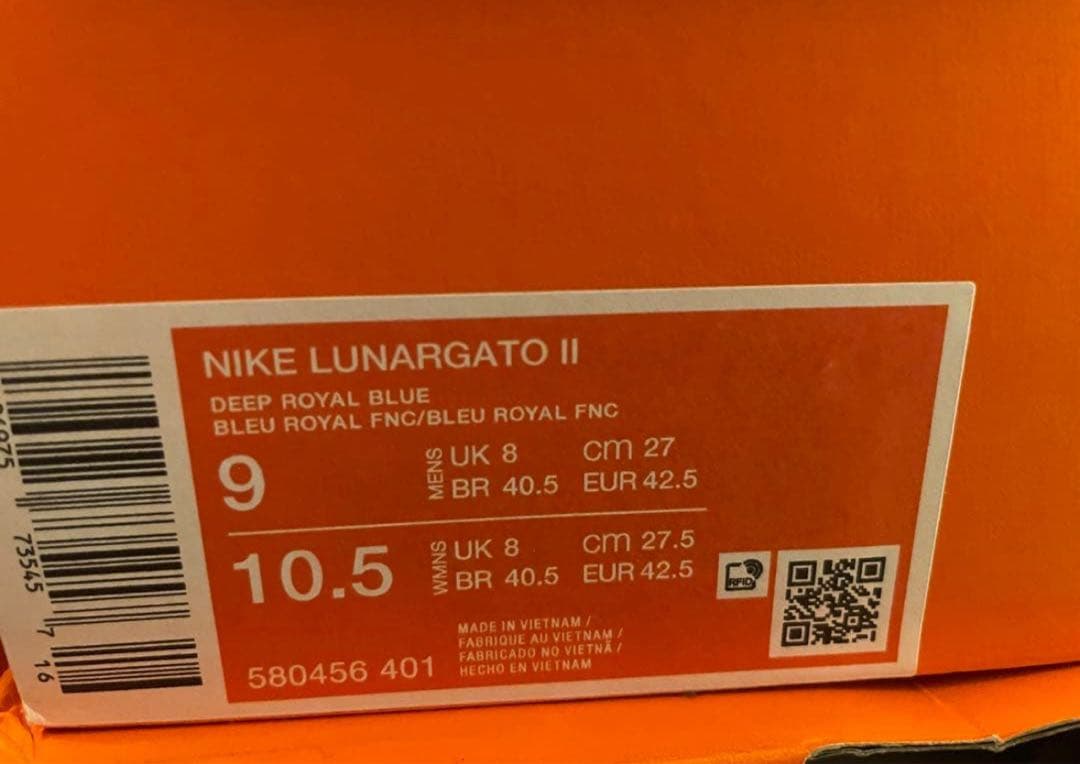 NIKE LUNARGATO II
DEEP ROYAL BLUE
BLEU ROYAL FNC/BLEU ROYAL FNC
9 MENS UK 8 CM 27
BR 40.5 EUR 42.5
10.5 WMNS UK 8 CM 27.5
BR 40.5 EUR 42.5
RFID
MADE IN VIETNAM /
FABRIQUE AU VIETNAM /
FABRICADO NO VIETNÃ /
HECHO EN VIETNAM
580456 401
73545
7 16